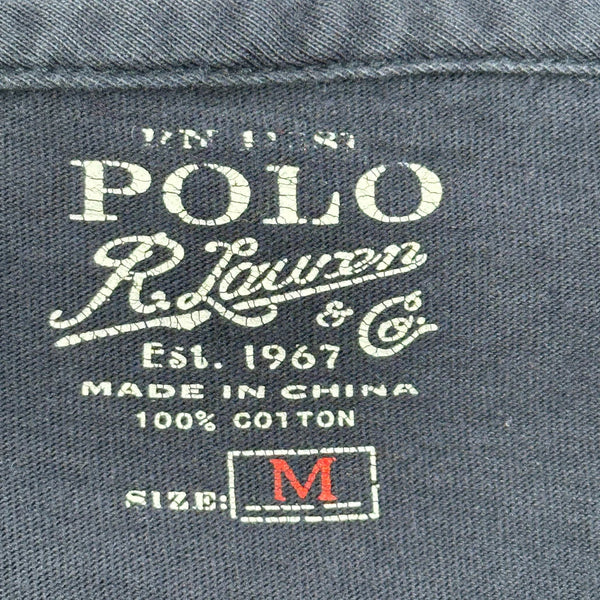 POLO
R. Lauren
& Co.
Est. 1967
MADE IN CHINA
100% COTTON
SIZE: M